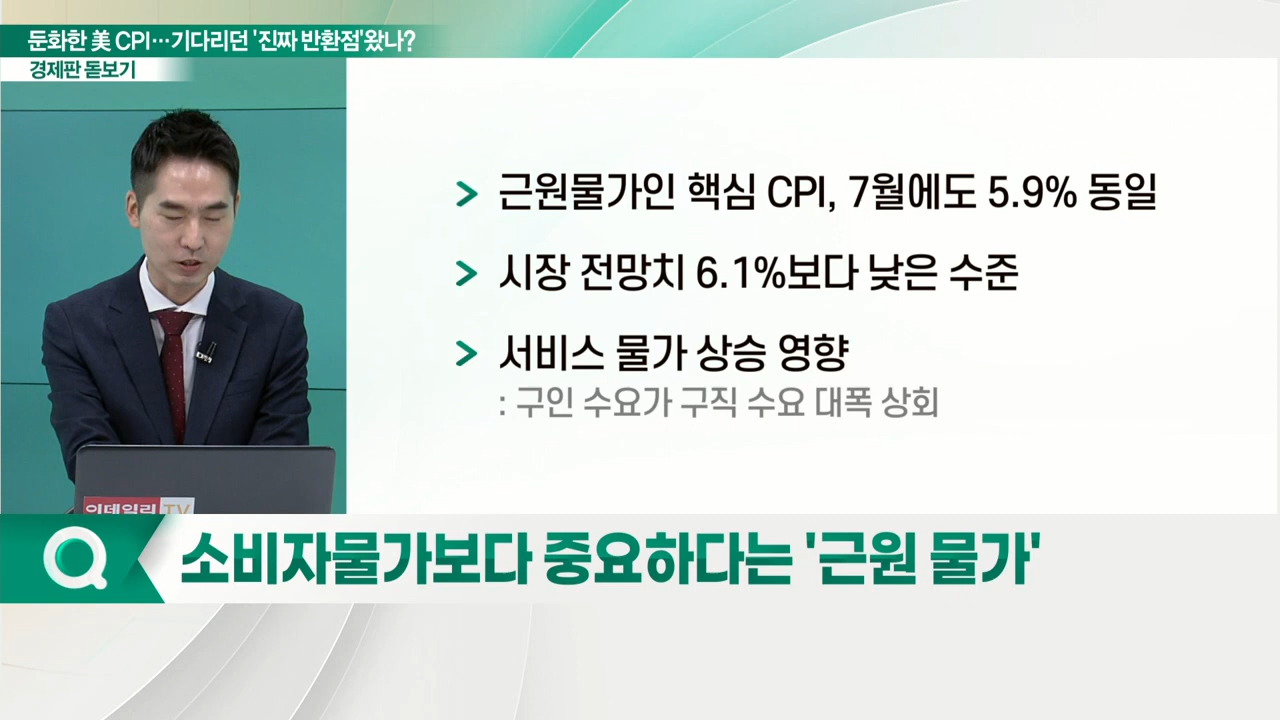 둔화한 美 CPI…기다리던 '진짜 반환점'왔나?
경제판 돋보기
> 근원물가인 핵심 CPI, 7월에도 5.9% 동일
> 시장 전망치 6.1%보다 낮은 수준
> 서비스 물가 상승 영향
: 구인 수요가 구직 수요 대폭 상회
이데일리 TV
Q 소비자물가보다 중요하다는 '근원 물가'